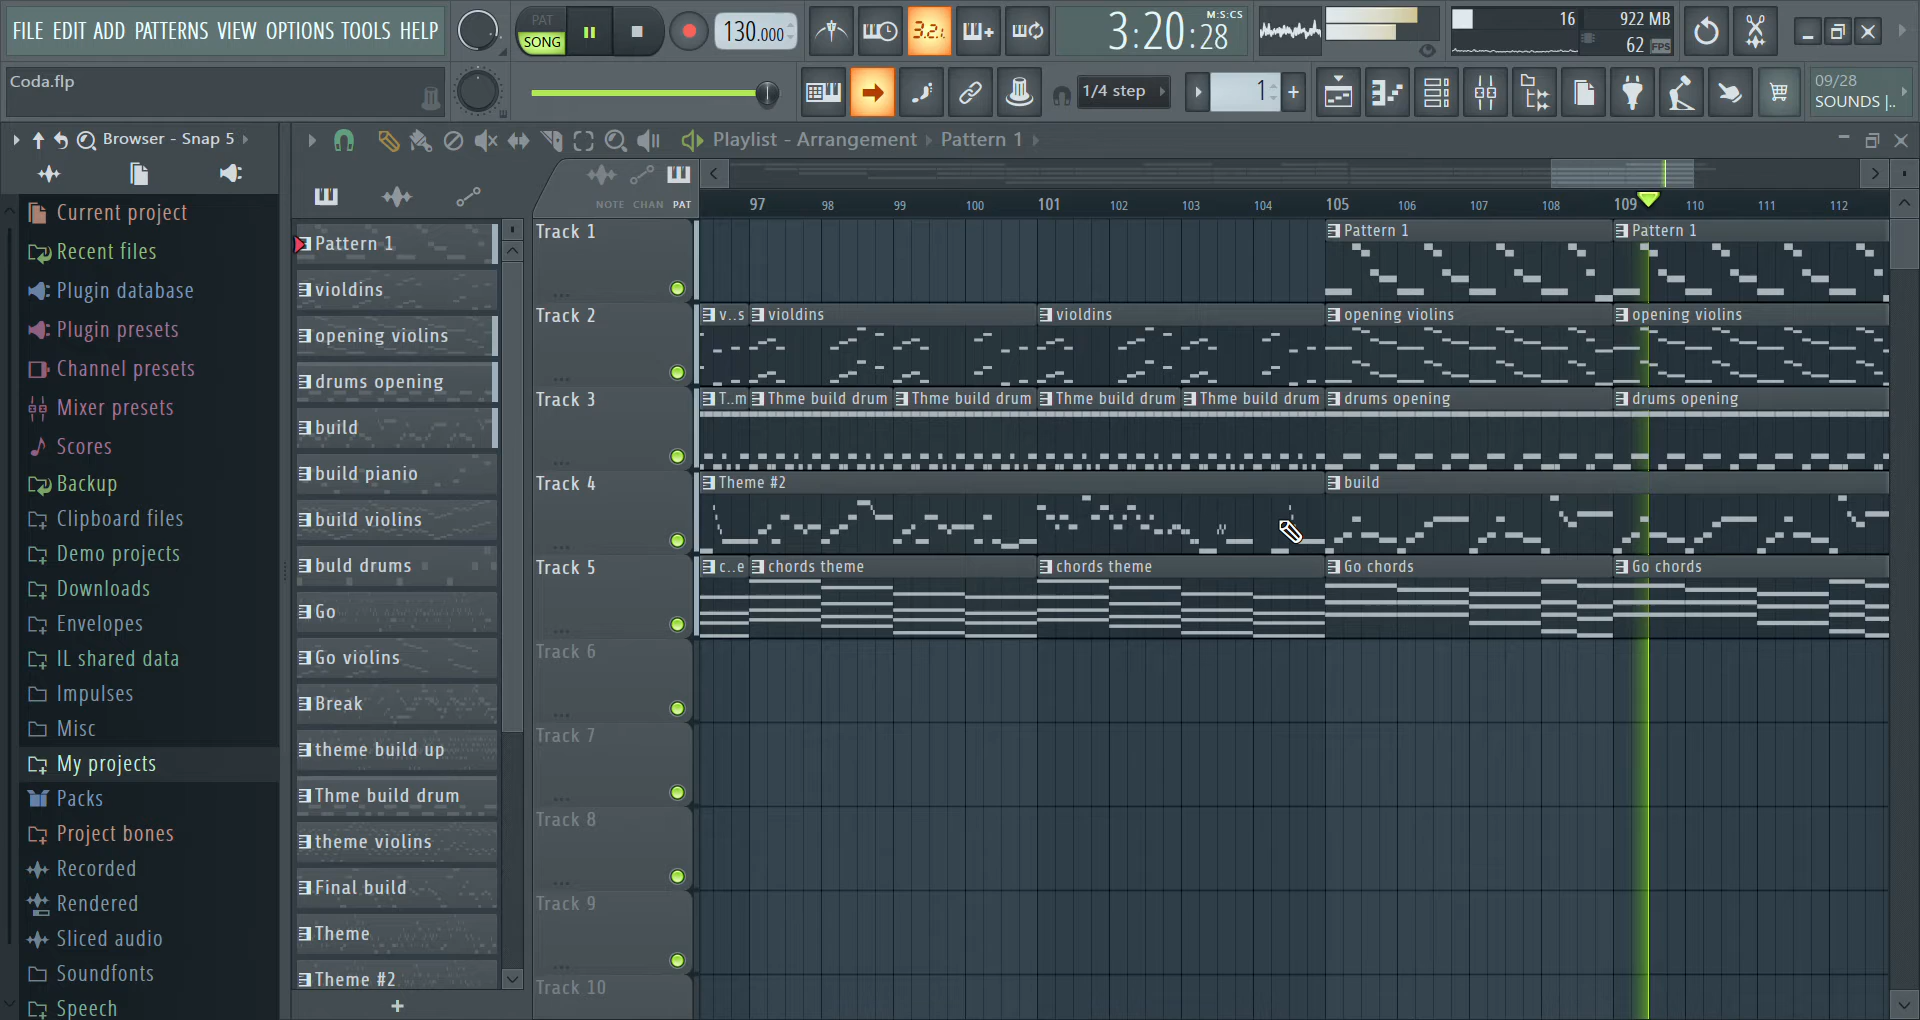 FILE EDIT ADD PATTERNS VIEW OPTIONS TOOLS HELP
PAT
SONG
130.000
3.2.1
3:20:28
M:S:CS
16
922 MB
62 FPS
Coda.flp
1/4 step
1
09/28
SOUNDS |..
Browser - Snap 5
Playlist - Arrangement
Pattern 1
NOTE CHAN PAT
97 98 99 100 101 102 103 104 105 106 107 108 109 110 111 112
Current project
Recent files
Plugin database
Plugin presets
Channel presets
Mixer presets
Scores
Backup
Clipboard files
Demo projects
Downloads
Envelopes
IL shared data
Impulses
Misc
My projects
Packs
Project bones
Recorded
Rendered
Sliced audio
Soundfonts
Speech
Pattern 1
violdins
opening violins
drums opening
build
build pianio
build violins
buld drums
Go
Go violins
Break
theme build up
Thme build drum
theme violins
Final build
Theme
Theme #2
Track 1
Pattern 1
Pattern 1
Track 2
v..s
violdins
violdins
opening violins
opening violins
Track 3
T..m
Thme build drum
Thme build drum
Thme build drum
Thme build drum
drums opening
drums opening
Track 4
Theme #2
build
Track 5
c..e
chords theme
chords theme
Go chords
Go chords
Track 6
Track 7
Track 8
Track 9
Track 10